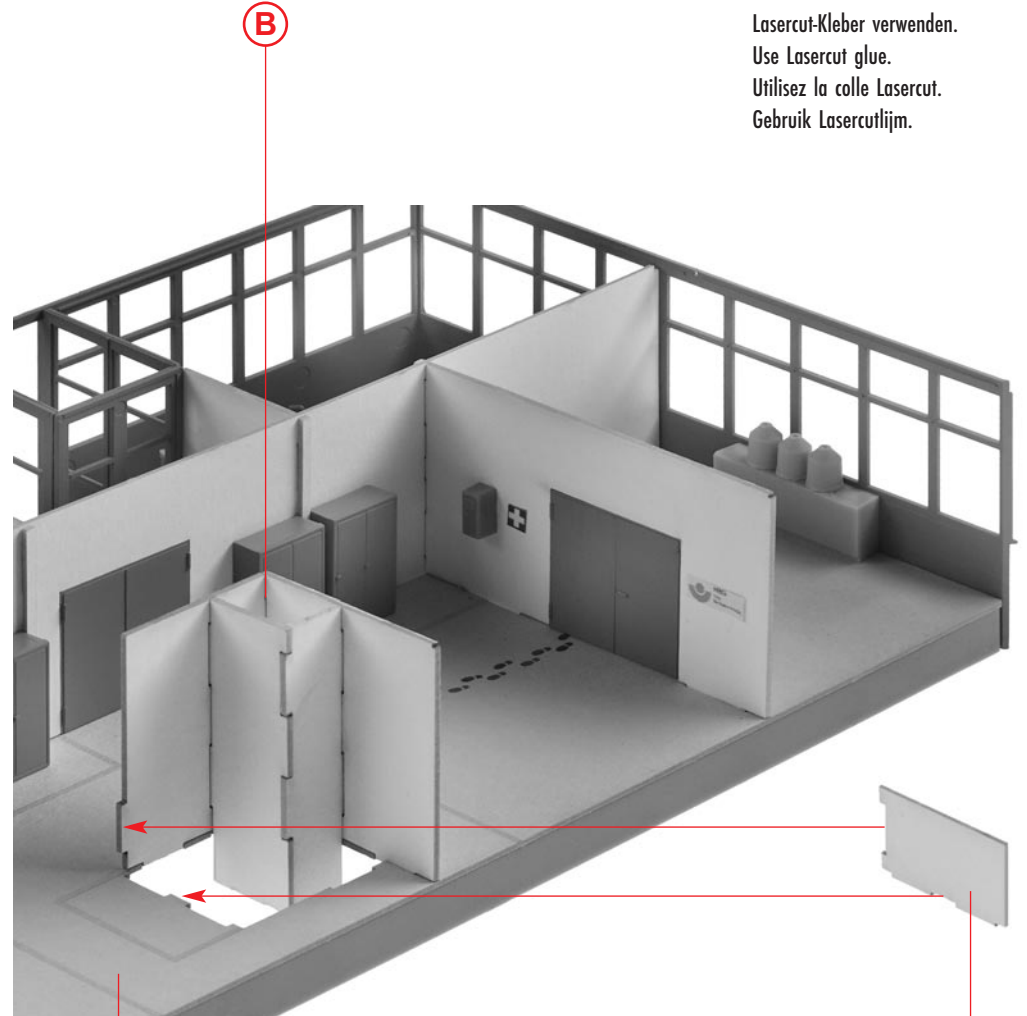 B
Lasercut-Kleber verwenden.
Use Lasercut glue.
Utilisez la colle Lasercut.
Gebruik Lasercutlijm.